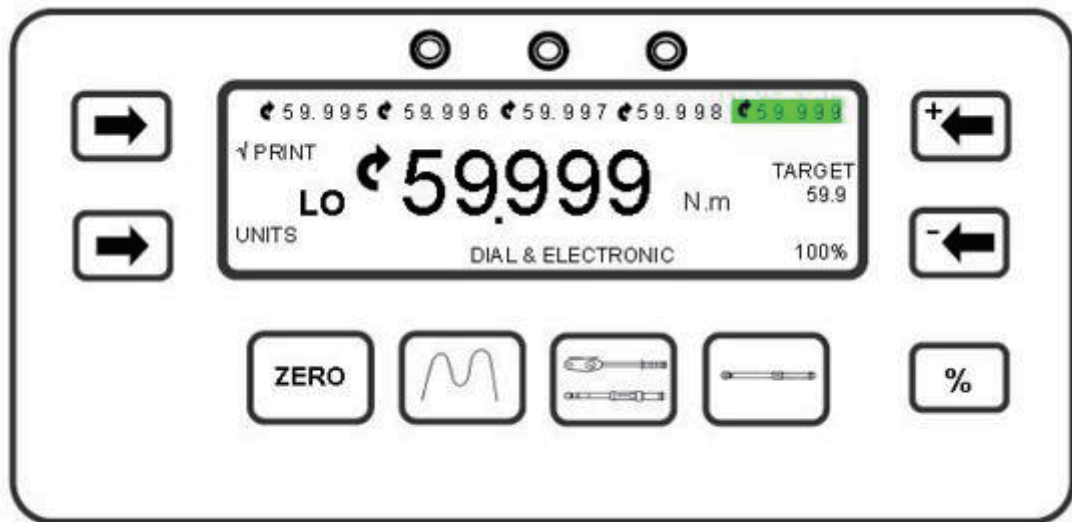 59.995 59.996 59.997 59.998 59.999
√ PRINT
LO 59.999 N.m
TARGET
59.9
UNITS
DIAL & ELECTRONIC
100%
+
-
ZERO
%